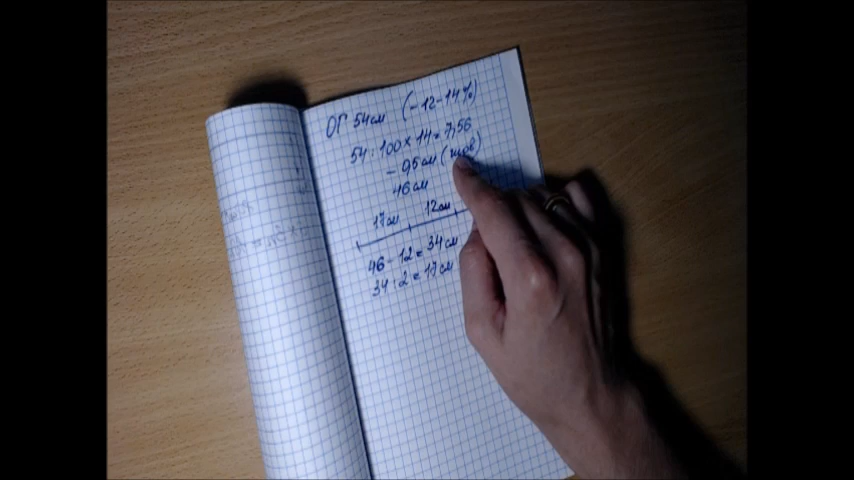 ОГ 54см (-12-14%)
54:100×14=7,56
- 0,5см (шов)
46см
17см 12см
46-12=34см
34:2=17см